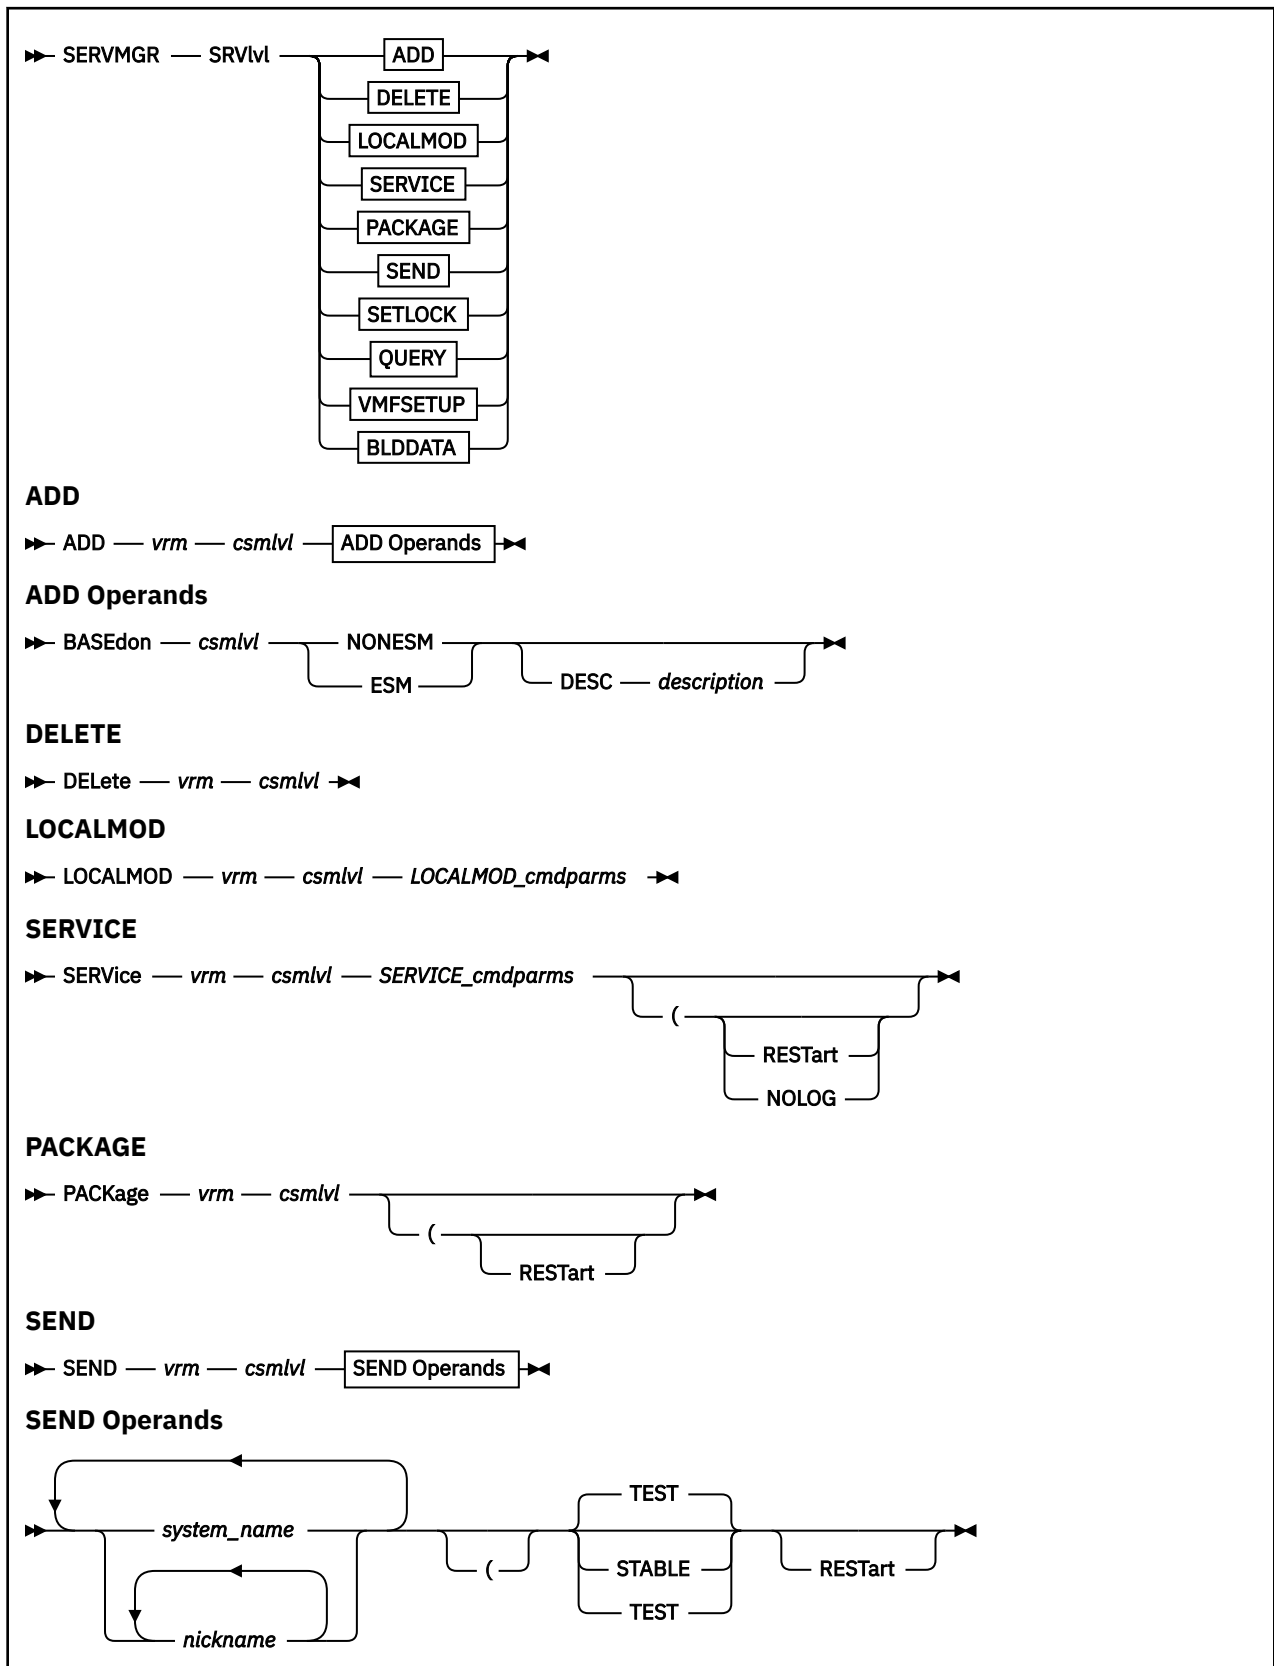 SERVMGR SRVlvl ADD
DELETE
LOCALMOD
SERVICE
PACKAGE
SEND
SETLOCK
QUERY
VMFSETUP
BLDDATA
ADD
ADD vrm csmlvl ADD Operands
ADD Operands
BASEdon csmlvl NONESM
ESM
DESC description
DELETE
DELete vrm csmlvl
LOCALMOD
LOCALMOD vrm csmlvl LOCALMOD_cmdparms
SERVICE
SERVice vrm csmlvl SERVICE_cmdparms
(
RESTart
NOLOG
PACKAGE
PACKage vrm csmlvl
(
RESTart
SEND
SEND vrm csmlvl SEND Operands
SEND Operands
system_name
nickname
(
TEST
STABLE
TEST
RESTart